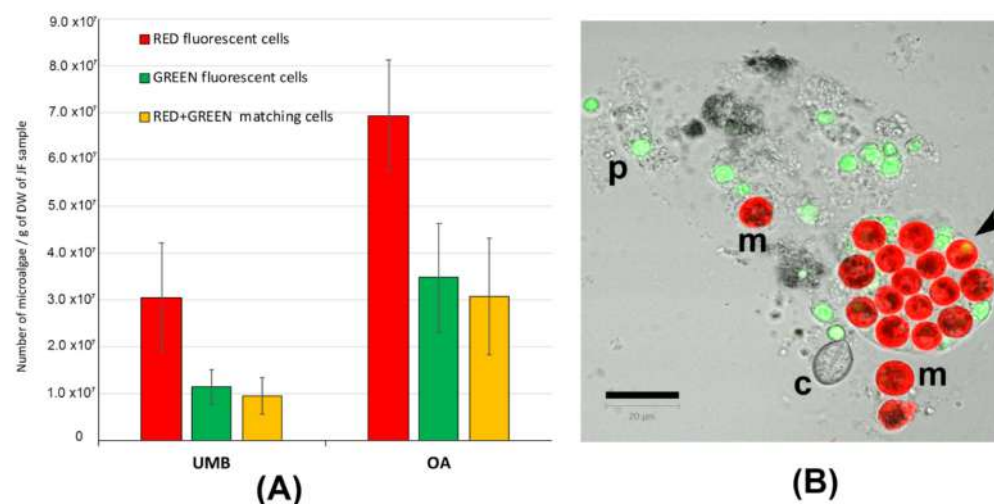 9.0 x10⁷
8.0 x10⁷
7.0 x10⁷
6.0 x10⁷
5.0 x10⁷
4.0 x10⁷
3.0 x10⁷
2.0 x10⁷
1.0 x10⁷
0
Number of microalgae / g of DW of JF sample
RED fluorescent cells
GREEN fluorescent cells
RED+GREEN matching cells
UMB
OA
(A)
p
m
c
m
20 µm
(B)